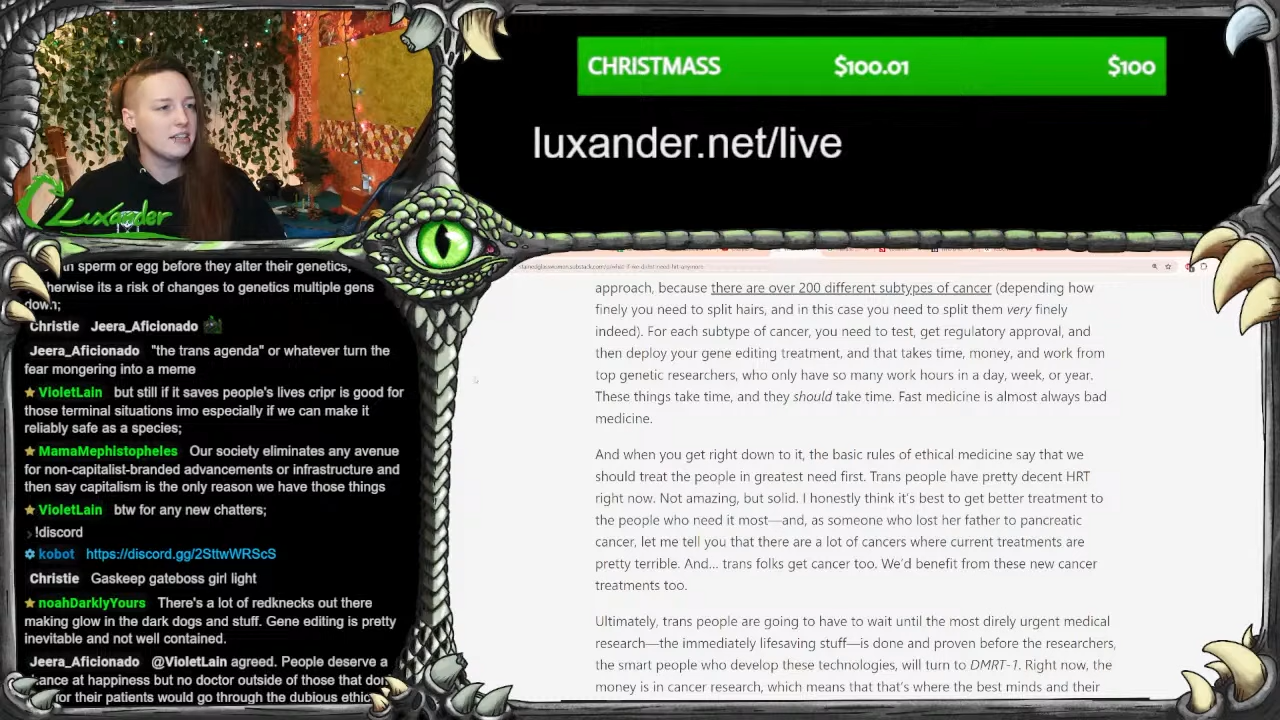 CHRISTMASS $100.01 $100
luxander.net/live
Luxander
sperm or egg before they alter their genetics,
otherwise its a risk of changes to genetics multiple gens
down;
Christie Jeera_Aficionado
Jeera_Aficionado "the trans agenda" or whatever turn the
fear mongering into a meme
VioletLain but still if it saves people's lives cripr is good for
those terminal situations imo especially if we can make it
reliably safe as a species;
MamaMephistopheles Our society eliminates any avenue
for non-capitalist-branded advancements or infrastructure and
then say capitalism is the only reason we have those things
VioletLain btw for any new chatters;
!discord
kobot https://discord.gg/2SttwWRScS
Christie Gaskeep gateboss girl light
noahDarklyYours There's a lot of redknecks out there
making glow in the dark dogs and stuff. Gene editing is pretty
inevitable and not well contained.
Jeera_Aficionado @VioletLain agreed. People deserve a
at happiness but no doctor outside of those that
for their patients would go through the dubious
approach, because there are over 200 different subtypes of cancer (depending how
finely you need to split hairs, and in this case you need to split them very finely
indeed). For each subtype of cancer, you need to test, get regulatory approval, and
then deploy your gene editing treatment, and that takes time, money, and work from
top genetic researchers, who only have so many work hours in a day, week, or year.
These things take time, and they should take time. Fast medicine is almost always bad
medicine.
And when you get right down to it, the basic rules of ethical medicine say that we
should treat the people in greatest need first. Trans people have pretty decent HRT
right now. Not amazing, but solid. I honestly think it's best to get better treatment to
the people who need it most—and, as someone who lost her father to pancreatic
cancer, let me tell you that there are a lot of cancers where current treatments are
pretty terrible. And... trans folks get cancer too. We'd benefit from these new cancer
treatments too.
Ultimately, trans people are going to have to wait until the most direly urgent medical
research—the immediately lifesaving stuff—is done and proven before the researchers,
the smart people who develop these technologies, will turn to DMRT-1. Right now, the
money is in cancer research, which means that that's where the best minds and their